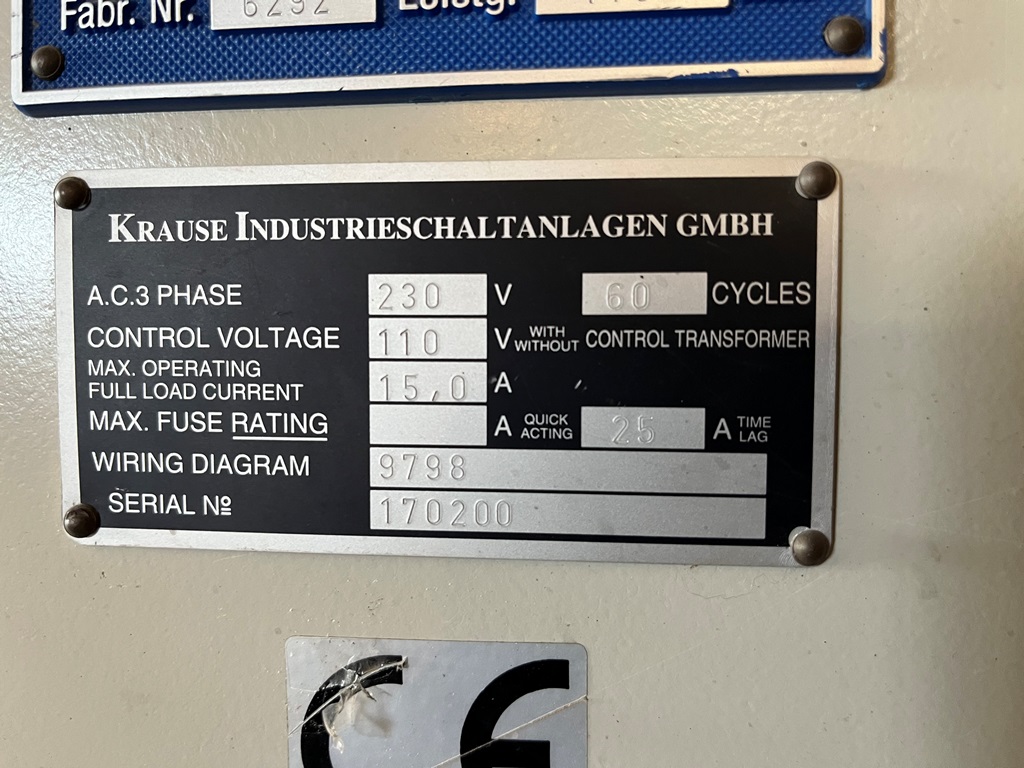 Fabr. Nr. 6292 Leistg.
KRAUSE INDUSTRIESCHALTANLAGEN GMBH
A.C.3 PHASE 230 V 60 CYCLES
CONTROL VOLTAGE 110 V WITH WITHOUT CONTROL TRANSFORMER
MAX. OPERATING
FULL LOAD CURRENT 15,0 A
MAX. FUSE RATING A QUICK ACTING 25 A TIME LAG
WIRING DIAGRAM 9798
SERIAL Nº 170200
CE